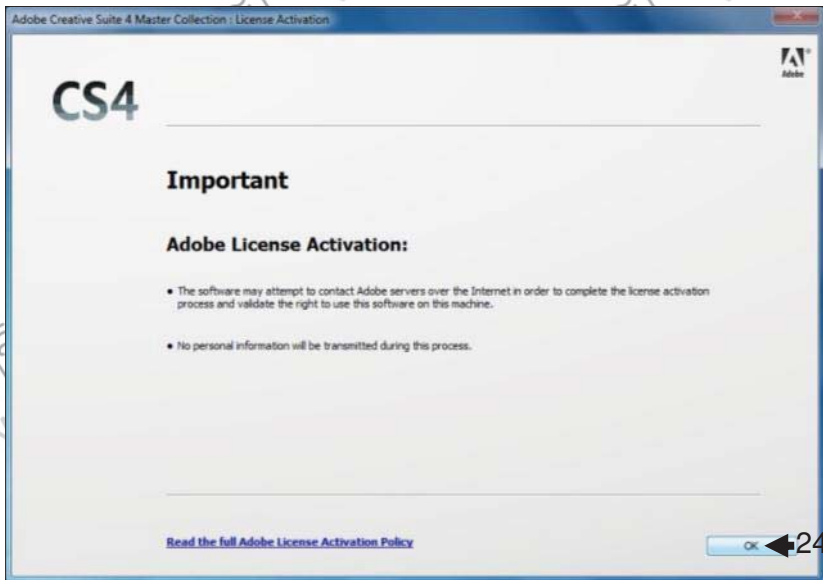 Adobe Creative Suite 4 Master Collection : License Activation
Adobe
CS4
Important
Adobe License Activation:
• The software may attempt to contact Adobe servers over the Internet in order to complete the license activation
process and validate the right to use this software on this machine.
• No personal information will be transmitted during this process.
Read the full Adobe License Activation Policy
OK
24